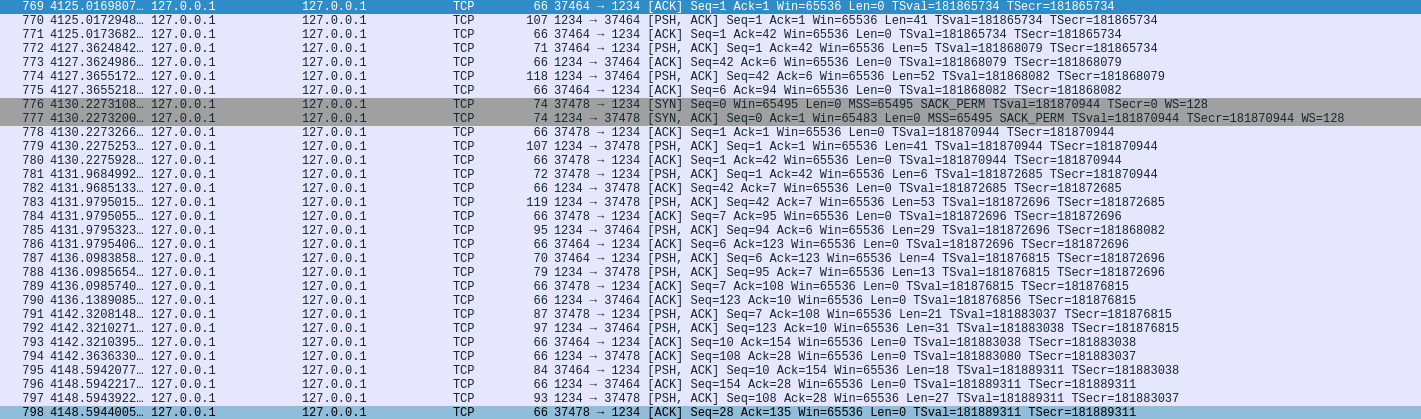 769 4125.0169807… 127.0.0.1 127.0.0.1 TCP 66 37464 → 1234 [ACK] Seq=1 Ack=1 Win=65536 Len=0 TSval=181865734 TSecr=181865734
770 4125.0172948… 127.0.0.1 127.0.0.1 TCP 107 1234 → 37464 [PSH, ACK] Seq=1 Ack=1 Win=65536 Len=41 TSval=181865734 TSecr=181865734
771 4125.0173682… 127.0.0.1 127.0.0.1 TCP 66 37464 → 1234 [ACK] Seq=1 Ack=42 Win=65536 Len=0 TSval=181865734 TSecr=181865734
772 4127.3624842… 127.0.0.1 127.0.0.1 TCP 71 37464 → 1234 [PSH, ACK] Seq=1 Ack=42 Win=65536 Len=5 TSval=181868079 TSecr=181865734
773 4127.3624986… 127.0.0.1 127.0.0.1 TCP 66 1234 → 37464 [ACK] Seq=42 Ack=6 Win=65536 Len=0 TSval=181868079 TSecr=181868079
774 4127.3655172… 127.0.0.1 127.0.0.1 TCP 118 1234 → 37464 [PSH, ACK] Seq=42 Ack=6 Win=65536 Len=52 TSval=181868082 TSecr=181868079
775 4127.3655218… 127.0.0.1 127.0.0.1 TCP 66 37464 → 1234 [ACK] Seq=6 Ack=94 Win=65536 Len=0 TSval=181868082 TSecr=181868082
776 4130.2273108… 127.0.0.1 127.0.0.1 TCP 74 37478 → 1234 [SYN] Seq=0 Win=65495 Len=0 MSS=65495 SACK_PERM TSval=181870944 TSecr=0 WS=128
777 4130.2273200… 127.0.0.1 127.0.0.1 TCP 74 1234 → 37478 [SYN, ACK] Seq=0 Ack=1 Win=65483 Len=0 MSS=65495 SACK_PERM TSval=181870944 TSecr=181870944 WS=128
778 4130.2273266… 127.0.0.1 127.0.0.1 TCP 66 37478 → 1234 [ACK] Seq=1 Ack=1 Win=65536 Len=0 TSval=181870944 TSecr=181870944
779 4130.2275253… 127.0.0.1 127.0.0.1 TCP 107 1234 → 37478 [PSH, ACK] Seq=1 Ack=1 Win=65536 Len=41 TSval=181870944 TSecr=181870944
780 4130.2275928… 127.0.0.1 127.0.0.1 TCP 66 37478 → 1234 [ACK] Seq=1 Ack=42 Win=65536 Len=0 TSval=181870944 TSecr=181870944
781 4131.9684992… 127.0.0.1 127.0.0.1 TCP 72 37478 → 1234 [PSH, ACK] Seq=1 Ack=42 Win=65536 Len=6 TSval=181872685 TSecr=181870944
782 4131.9685133… 127.0.0.1 127.0.0.1 TCP 66 1234 → 37478 [ACK] Seq=42 Ack=7 Win=65536 Len=0 TSval=181872685 TSecr=181872685
783 4131.9795015… 127.0.0.1 127.0.0.1 TCP 119 1234 → 37478 [PSH, ACK] Seq=42 Ack=7 Win=65536 Len=53 TSval=181872696 TSecr=181872685
784 4131.9795055… 127.0.0.1 127.0.0.1 TCP 66 37478 → 1234 [ACK] Seq=7 Ack=95 Win=65536 Len=0 TSval=181872696 TSecr=181872696
785 4131.9795323… 127.0.0.1 127.0.0.1 TCP 95 1234 → 37464 [PSH, ACK] Seq=94 Ack=6 Win=65536 Len=29 TSval=181872696 TSecr=181868082
786 4131.9795406… 127.0.0.1 127.0.0.1 TCP 66 37464 → 1234 [ACK] Seq=6 Ack=123 Win=65536 Len=0 TSval=181872696 TSecr=181872696
787 4136.0983858… 127.0.0.1 127.0.0.1 TCP 70 37464 → 1234 [PSH, ACK] Seq=6 Ack=123 Win=65536 Len=4 TSval=181876815 TSecr=181872696
788 4136.0985654… 127.0.0.1 127.0.0.1 TCP 79 1234 → 37478 [PSH, ACK] Seq=95 Ack=7 Win=65536 Len=13 TSval=181876815 TSecr=181872696
789 4136.0985740… 127.0.0.1 127.0.0.1 TCP 66 37478 → 1234 [ACK] Seq=7 Ack=108 Win=65536 Len=0 TSval=181876815 TSecr=181876815
790 4136.1389085… 127.0.0.1 127.0.0.1 TCP 66 1234 → 37464 [ACK] Seq=123 Ack=10 Win=65536 Len=0 TSval=181876856 TSecr=181876815
791 4142.3208148… 127.0.0.1 127.0.0.1 TCP 87 37478 → 1234 [PSH, ACK] Seq=7 Ack=108 Win=65536 Len=21 TSval=181883037 TSecr=181876815
792 4142.3210271… 127.0.0.1 127.0.0.1 TCP 97 1234 → 37464 [PSH, ACK] Seq=123 Ack=10 Win=65536 Len=31 TSval=181883038 TSecr=181876815
793 4142.3210395… 127.0.0.1 127.0.0.1 TCP 66 37464 → 1234 [ACK] Seq=10 Ack=154 Win=65536 Len=0 TSval=181883038 TSecr=181883038
794 4142.3636330… 127.0.0.1 127.0.0.1 TCP 66 1234 → 37478 [ACK] Seq=108 Ack=28 Win=65536 Len=0 TSval=181883080 TSecr=181883037
795 4148.5942077… 127.0.0.1 127.0.0.1 TCP 84 37464 → 1234 [PSH, ACK] Seq=10 Ack=154 Win=65536 Len=18 TSval=181889311 TSecr=181883038
796 4148.5942217… 127.0.0.1 127.0.0.1 TCP 66 1234 → 37464 [ACK] Seq=154 Ack=28 Win=65536 Len=0 TSval=181889311 TSecr=181889311
797 4148.5943922… 127.0.0.1 127.0.0.1 TCP 93 1234 → 37478 [PSH, ACK] Seq=108 Ack=28 Win=65536 Len=27 TSval=181889311 TSecr=181883037
798 4148.5944005… 127.0.0.1 127.0.0.1 TCP 66 37478 → 1234 [ACK] Seq=28 Ack=135 Win=65536 Len=0 TSval=181889311 TSecr=181889311